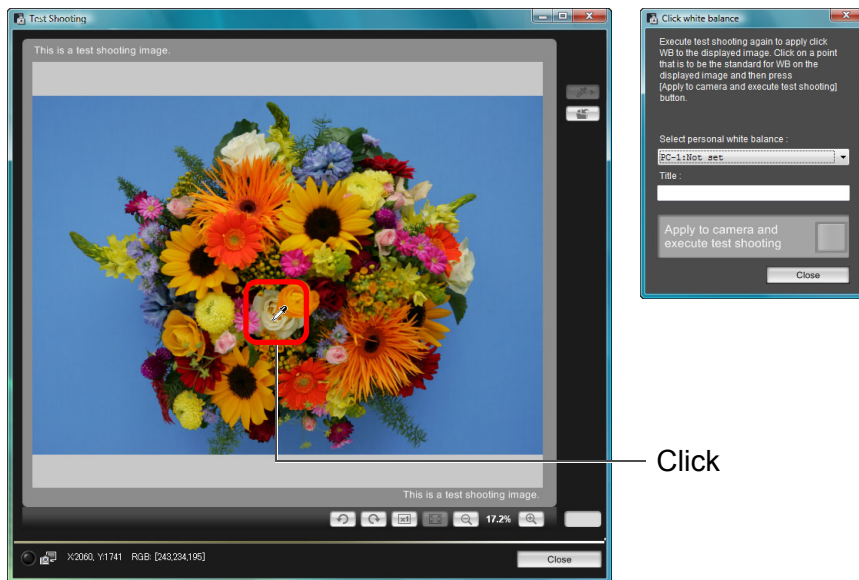 Test Shooting
This is a test shooting image.
This is a test shooting image.
x1
17.2%
X:2060, Y:1741 RGB: [243,234,195]
Close
Click white balance
Execute test shooting again to apply click
WB to the displayed image. Click on a point
that is to be the standard for WB on the
displayed image and then press
[Apply to camera and execute test shooting]
button.
Select personal white balance :
PC-1:Not set
Title :
Apply to camera and
execute test shooting
Close
Click